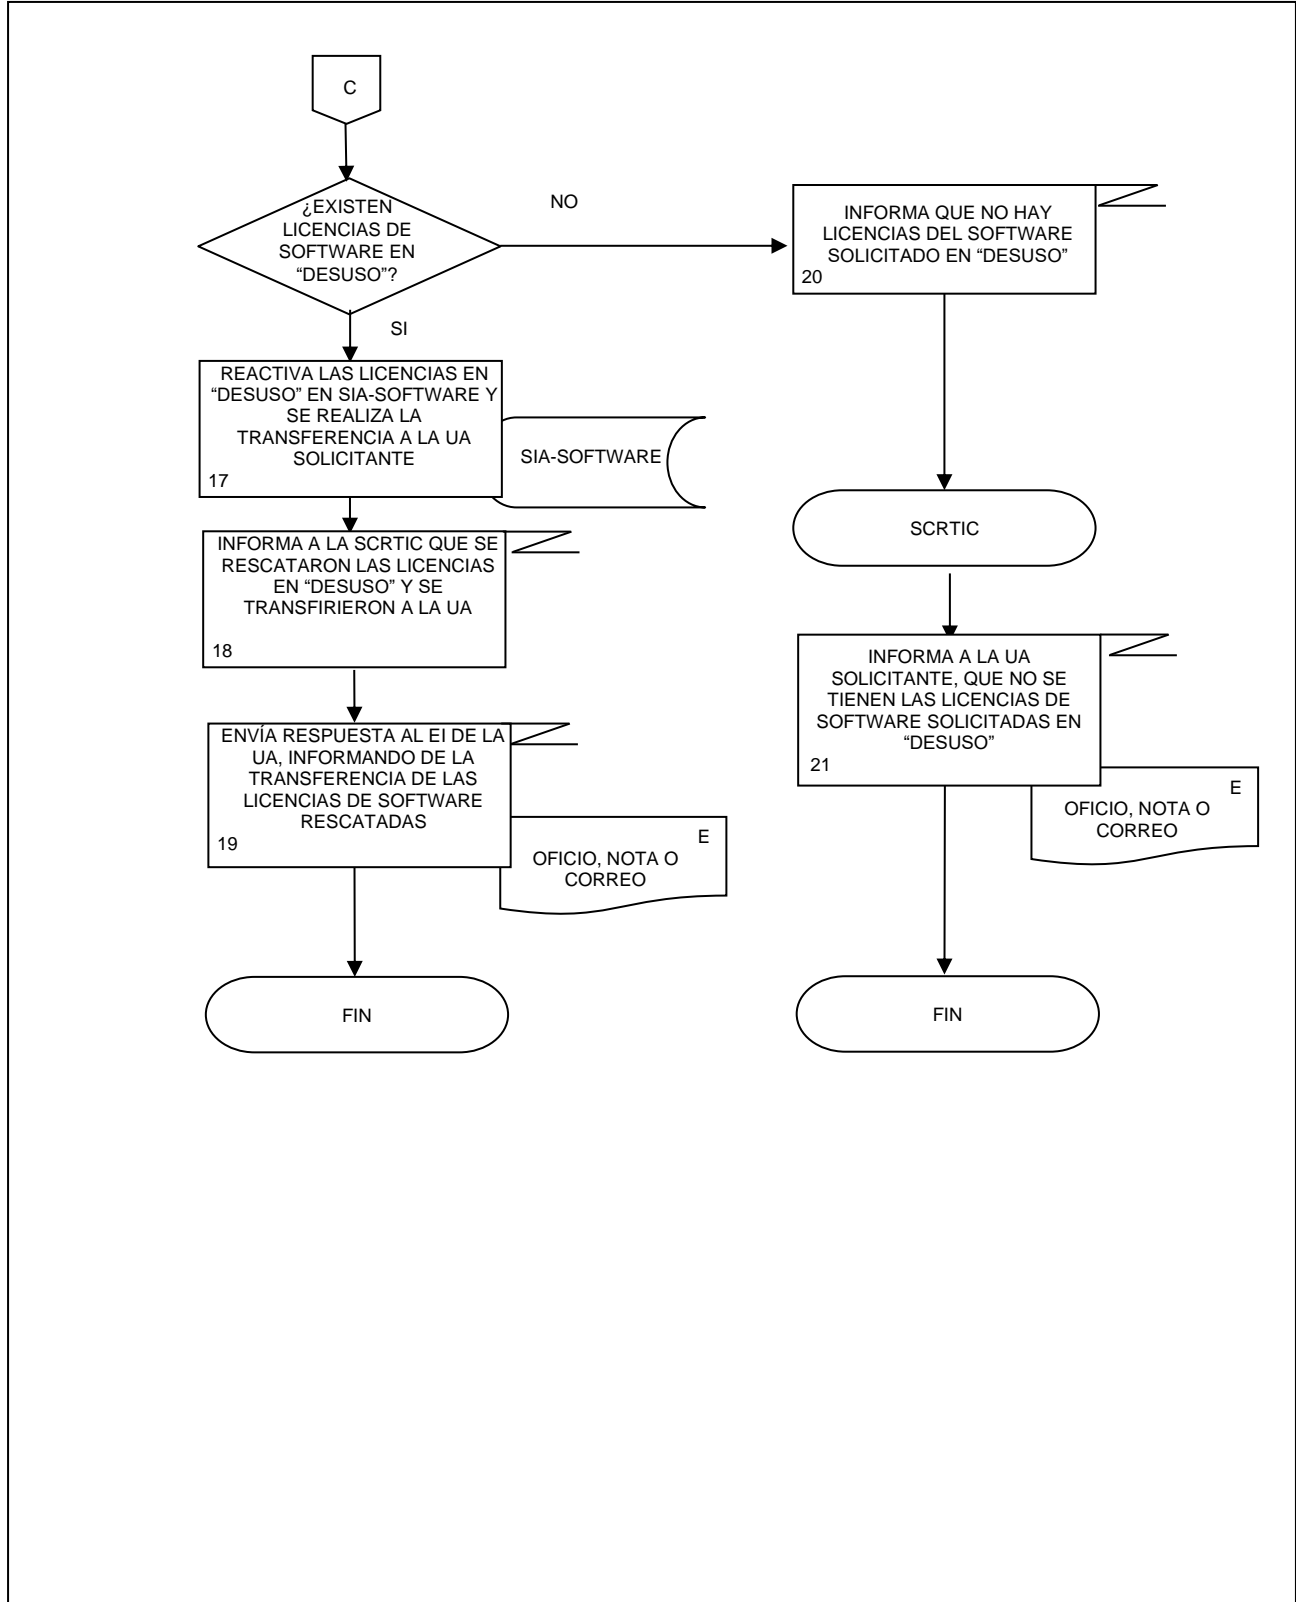 C
¿EXISTEN
LICENCIAS DE
SOFTWARE EN
“DESUSO”?
NO
SI
REACTIVA LAS LICENCIAS EN
“DESUSO” EN SIA-SOFTWARE Y
SE REALIZA LA
TRANSFERENCIA A LA UA
SOLICITANTE
17
SIA-SOFTWARE
INFORMA A LA SCRTIC QUE SE
RESCATARON LAS LICENCIAS
EN “DESUSO” Y SE
TRANSFIRIERON A LA UA
18
ENVÍA RESPUESTA AL EI DE LA
UA, INFORMANDO DE LA
TRANSFERENCIA DE LAS
LICENCIAS DE SOFTWARE
RESCATADAS
19
E
OFICIO, NOTA O
CORREO
FIN
INFORMA QUE NO HAY
LICENCIAS DEL SOFTWARE
SOLICITADO EN “DESUSO”
20
SCRTIC
INFORMA A LA UA
SOLICITANTE, QUE NO SE
TIENEN LAS LICENCIAS DE
SOFTWARE SOLICITADAS EN
“DESUSO”
21
E
OFICIO, NOTA O
CORREO
FIN